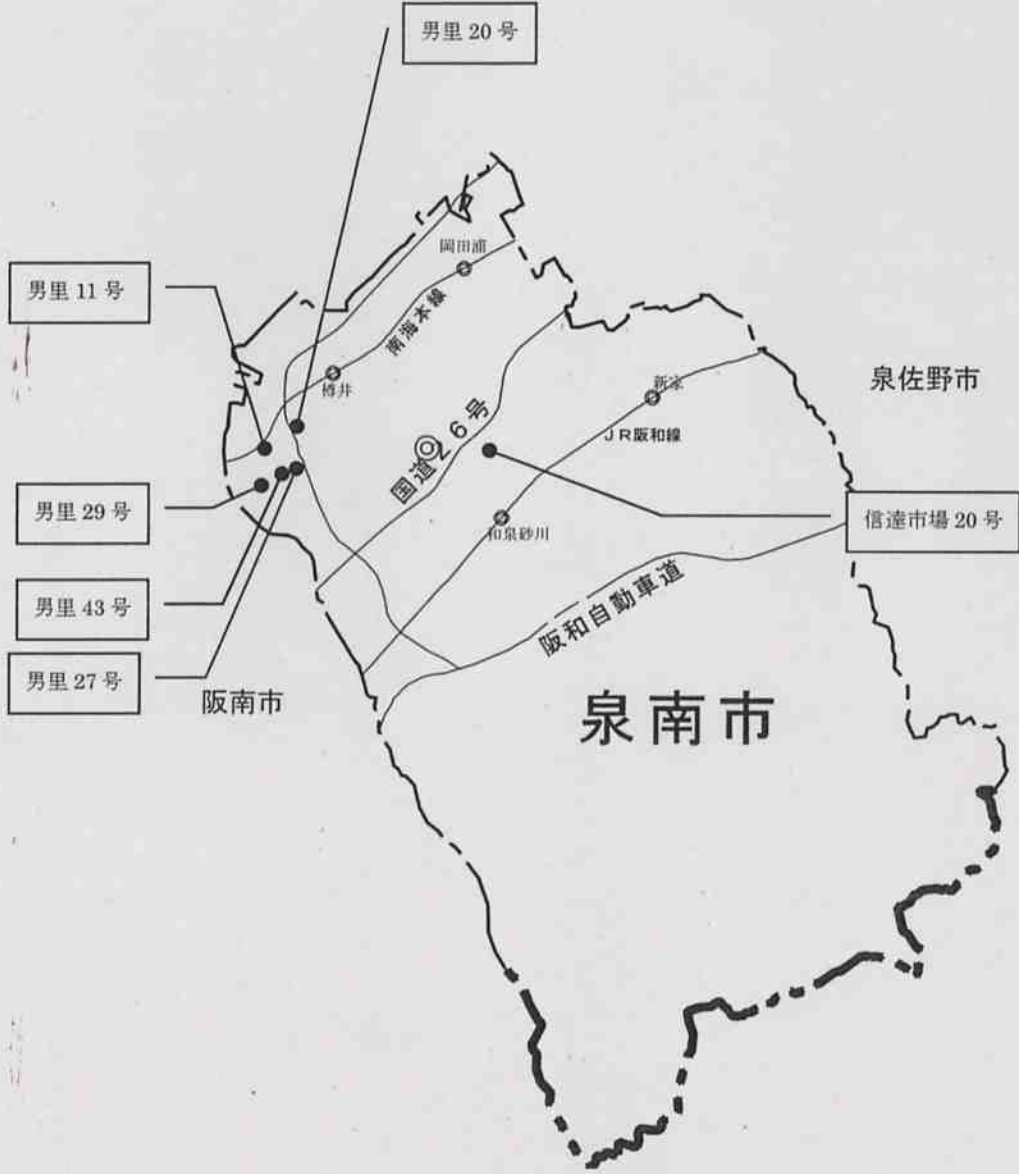 男里 20 号
岡田浦
男里 11 号
南海本線
樽井
泉佐野市
新家
国道26号
JR阪和線
男里 29 号
信達市場 20 号
和泉砂川
阪和自動車道
男里 43 号
男里 27 号
阪南市
泉南市